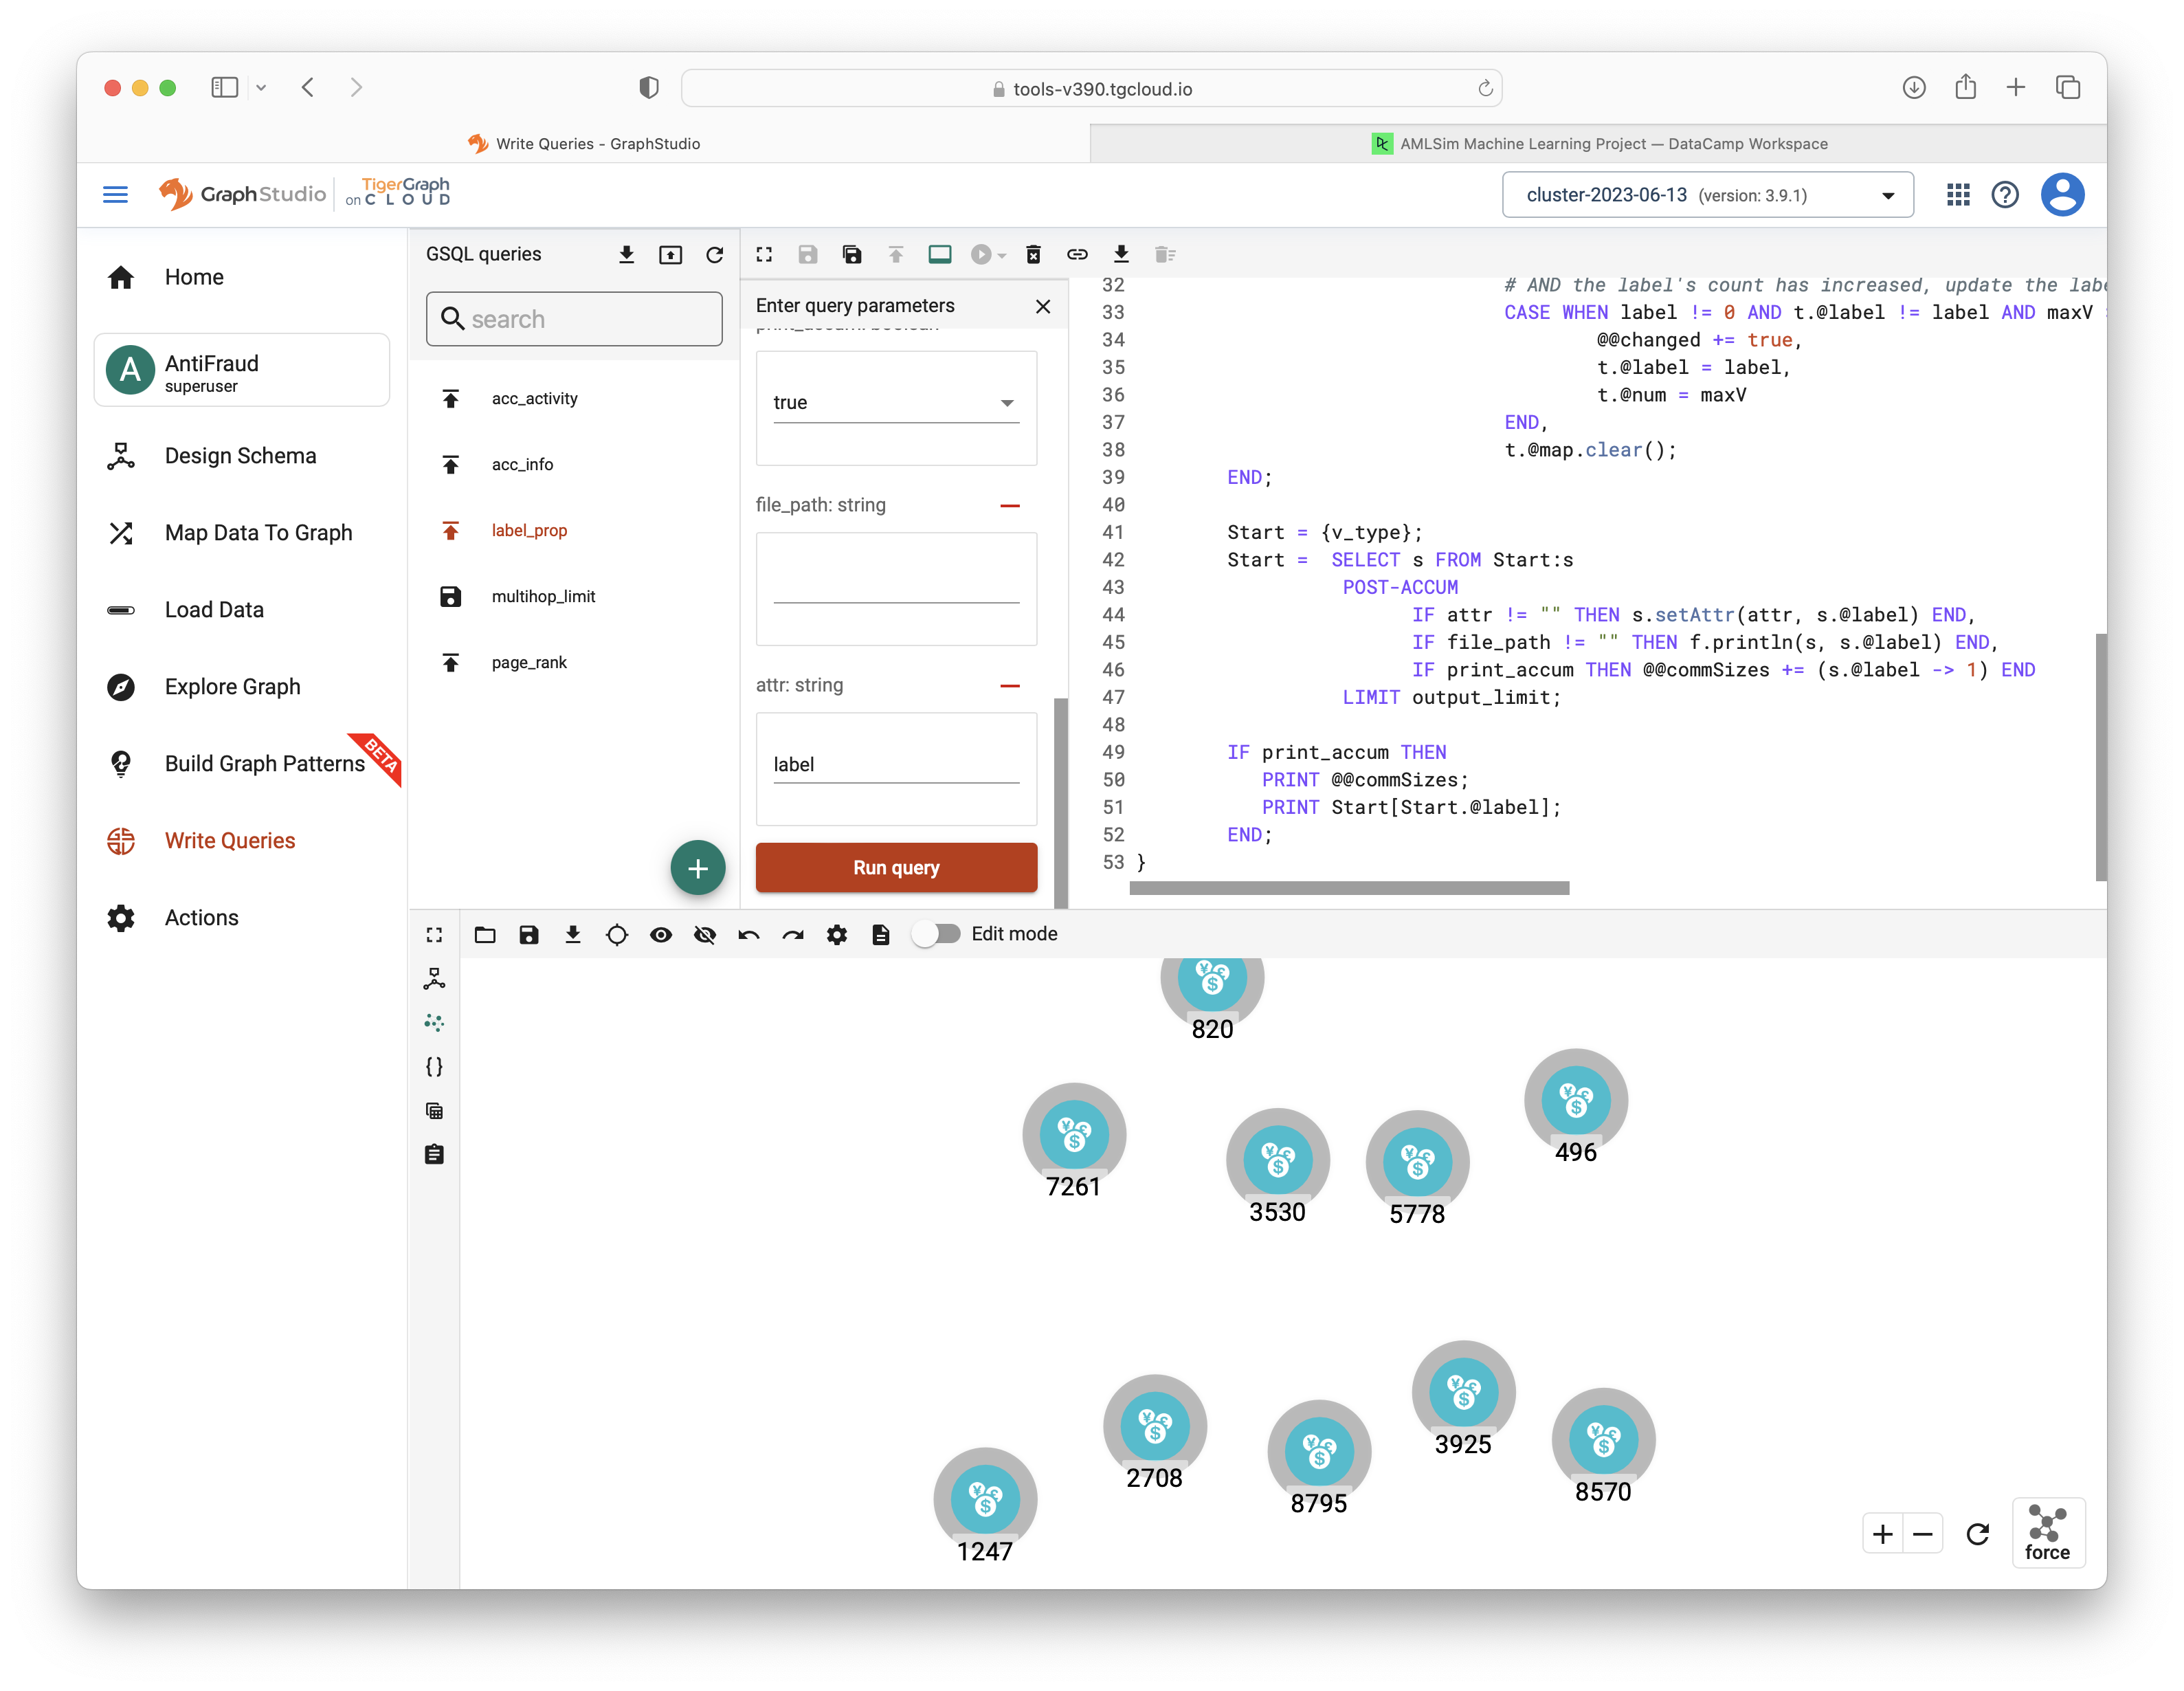 tools-v390.tgcloud.io
Write Queries - GraphStudio
AMLSim Machine Learning Project — DataCamp Workspace
GraphStudio
TigerGraph
on CLOUD
cluster-2023-06-13 (version: 3.9.1)
Home
A
AntiFraud
superuser
Design Schema
Map Data To Graph
Load Data
Explore Graph
Build Graph Patterns
BETA
Write Queries
Actions
GSQL queries
search
acc_activity
acc_info
label_prop
multihop_limit
page_rank
Enter query parameters
print_accum: boolean
true
file_path: string
attr: string
label
Run query
32 # AND the label's count has increased, update the labe
33 CASE WHEN label != 0 AND t.@label != label AND maxV
34 @@changed += true,
35 t.@label = label,
36 t.@num = maxV
37 END,
38 t.@map.clear();
39 END;
40
41 Start = {v_type};
42 Start = SELECT s FROM Start:s
43 POST-ACCUM
44 IF attr != "" THEN s.setAttr(attr, s.@label) END,
45 IF file_path != "" THEN f.println(s, s.@label) END,
46 IF print_accum THEN @@commSizes += (s.@label -> 1) END
47 LIMIT output_limit;
48
49 IF print_accum THEN
50 PRINT @@commSizes;
51 PRINT Start[Start.@label];
52 END;
53 }
Edit mode
820
496
7261
3530
5778
3925
2708
8570
8795
1247
force